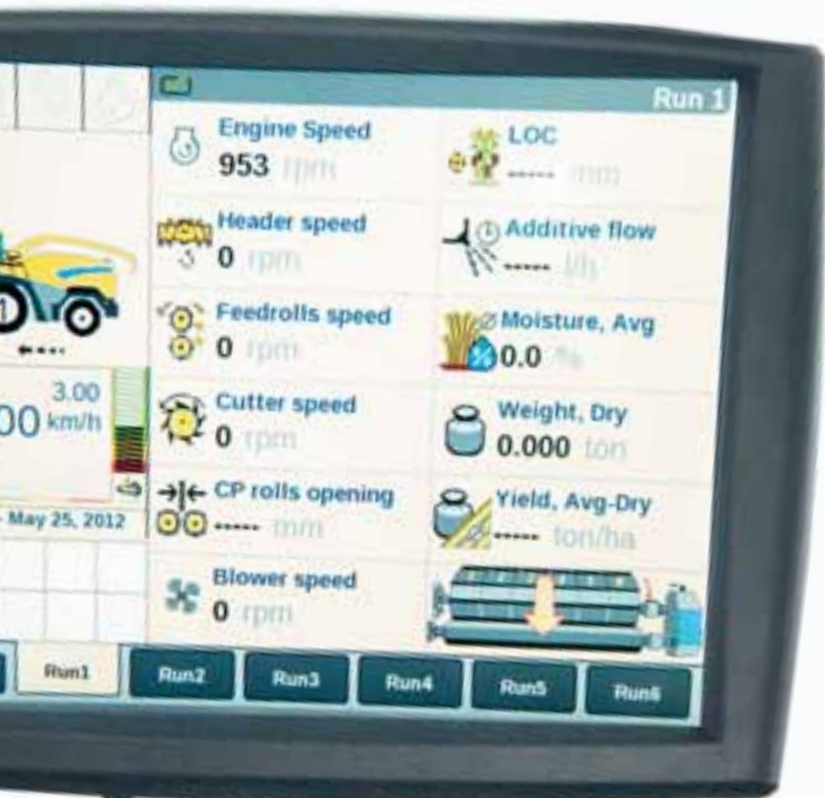 Run 1
Engine Speed
953 rpm
Header speed
0 rpm
Feedrolls speed
0 rpm
Cutter speed
0 rpm
CP rolls opening
----- mm
Blower speed
0 rpm
LOC
----- mm
Additive flow
----- l/h
Moisture, Avg
0.0 %
Weight, Dry
0.000 ton
Yield, Avg-Dry
----- ton/ha
1
3.00
00 km/h
- May 25, 2012
Run1
Run2
Run3
Run4
Run5
Run6